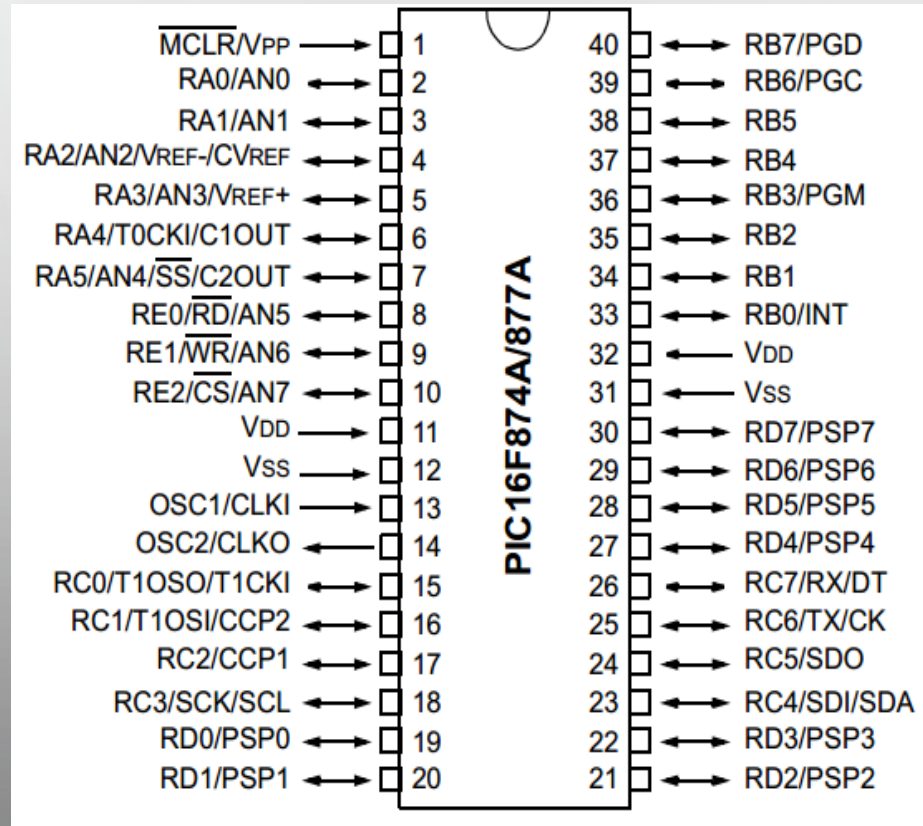 MCLR/VPP 1 40 RB7/PGD
RA0/AN0 2 39 RB6/PGC
RA1/AN1 3 38 RB5
RA2/AN2/VREF-/CVREF 4 37 RB4
RA3/AN3/VREF+ 5 36 RB3/PGM
RA4/T0CKI/C1OUT 6 35 RB2
RA5/AN4/SS/C2OUT 7 34 RB1
RE0/RD/AN5 8 33 RB0/INT
RE1/WR/AN6 9 32 VDD
RE2/CS/AN7 10 31 VSS
VDD 11 30 RD7/PSP7
VSS 12 29 RD6/PSP6
OSC1/CLKI 13 28 RD5/PSP5
OSC2/CLKO 14 27 RD4/PSP4
RC0/T1OSO/T1CKI 15 26 RC7/RX/DT
RC1/T1OSI/CCP2 16 25 RC6/TX/CK
RC2/CCP1 17 24 RC5/SDO
RC3/SCK/SCL 18 23 RC4/SDI/SDA
RD0/PSP0 19 22 RD3/PSP3
RD1/PSP1 20 21 RD2/PSP2
PIC16F874A/877A